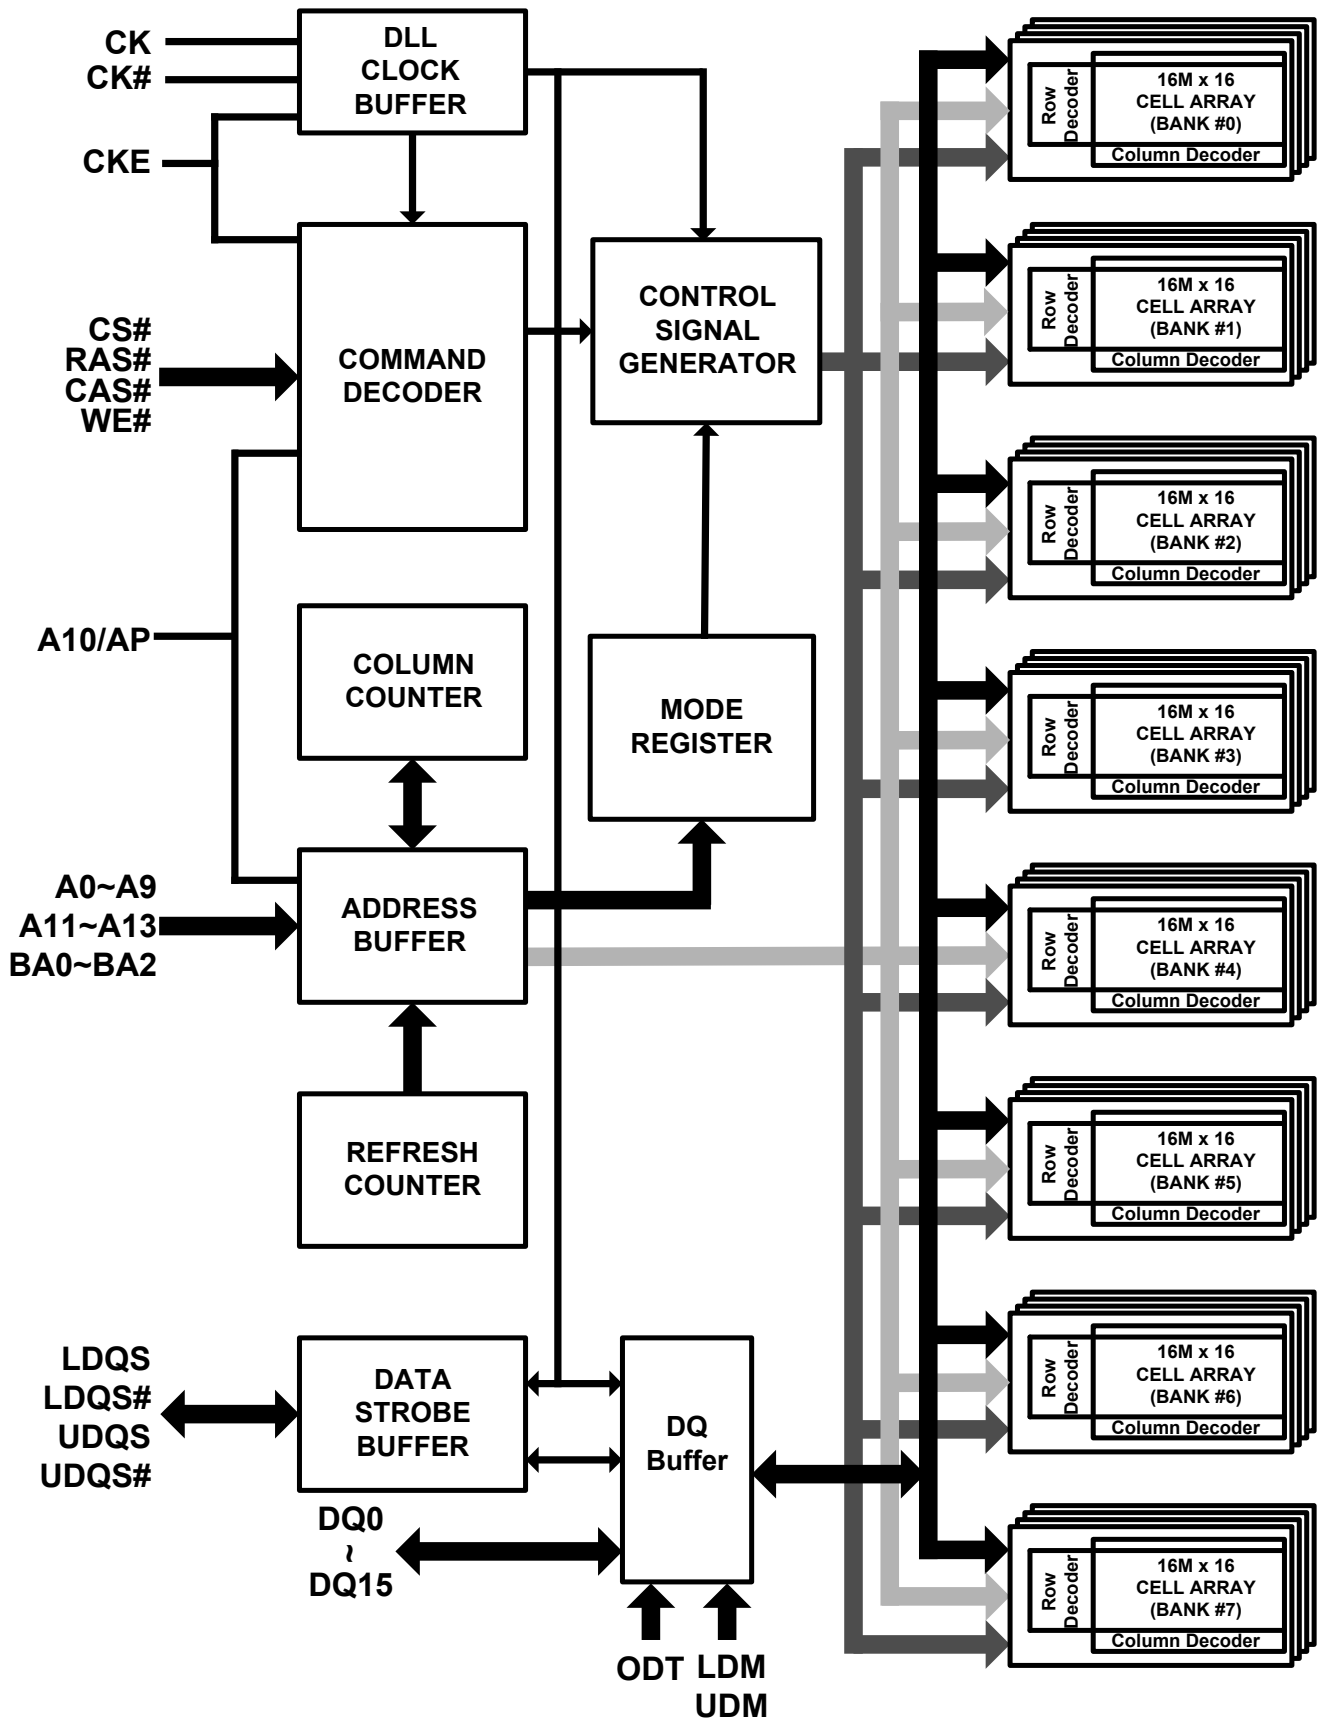 CK
CK#
CKE
CS#
RAS#
CAS#
WE#
A10/AP
A0~A9
A11~A13
BA0~BA2
LDQS
LDQS#
UDQS
UDQS#
DQ0
~
DQ15
DLL
CLOCK
BUFFER
COMMAND
DECODER
COLUMN
COUNTER
ADDRESS
BUFFER
REFRESH
COUNTER
DATA
STROBE
BUFFER
CONTROL
SIGNAL
GENERATOR
MODE
REGISTER
DQ
Buffer
ODT
LDM
UDM
Row
Decoder
16M x 16
CELL ARRAY
(BANK #0)
Column Decoder
Row
Decoder
16M x 16
CELL ARRAY
(BANK #1)
Column Decoder
Row
Decoder
16M x 16
CELL ARRAY
(BANK #2)
Column Decoder
Row
Decoder
16M x 16
CELL ARRAY
(BANK #3)
Column Decoder
Row
Decoder
16M x 16
CELL ARRAY
(BANK #4)
Column Decoder
Row
Decoder
16M x 16
CELL ARRAY
(BANK #5)
Column Decoder
Row
Decoder
16M x 16
CELL ARRAY
(BANK #6)
Column Decoder
Row
Decoder
16M x 16
CELL ARRAY
(BANK #7)
Column Decoder